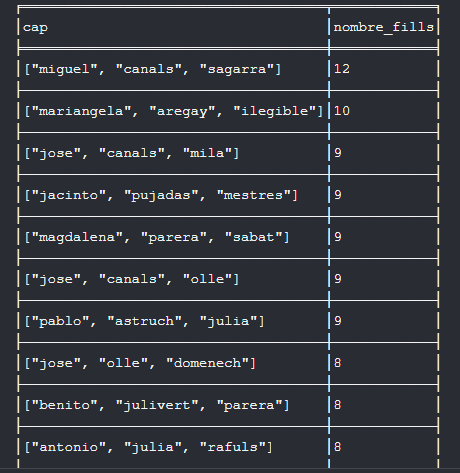 cap nombre_fills
["miguel", "canals", "sagarra"] 12
["mariangela", "aregay", "ilegible"] 10
["jose", "canals", "mila"] 9
["jacinto", "pujadas", "mestres"] 9
["magdalena", "parera", "sabat"] 9
["jose", "canals", "olle"] 9
["pablo", "astruch", "julia"] 9
["jose", "olle", "domenech"] 8
["benito", "julivert", "parera"] 8
["antonio", "julia", "rafuls"] 8